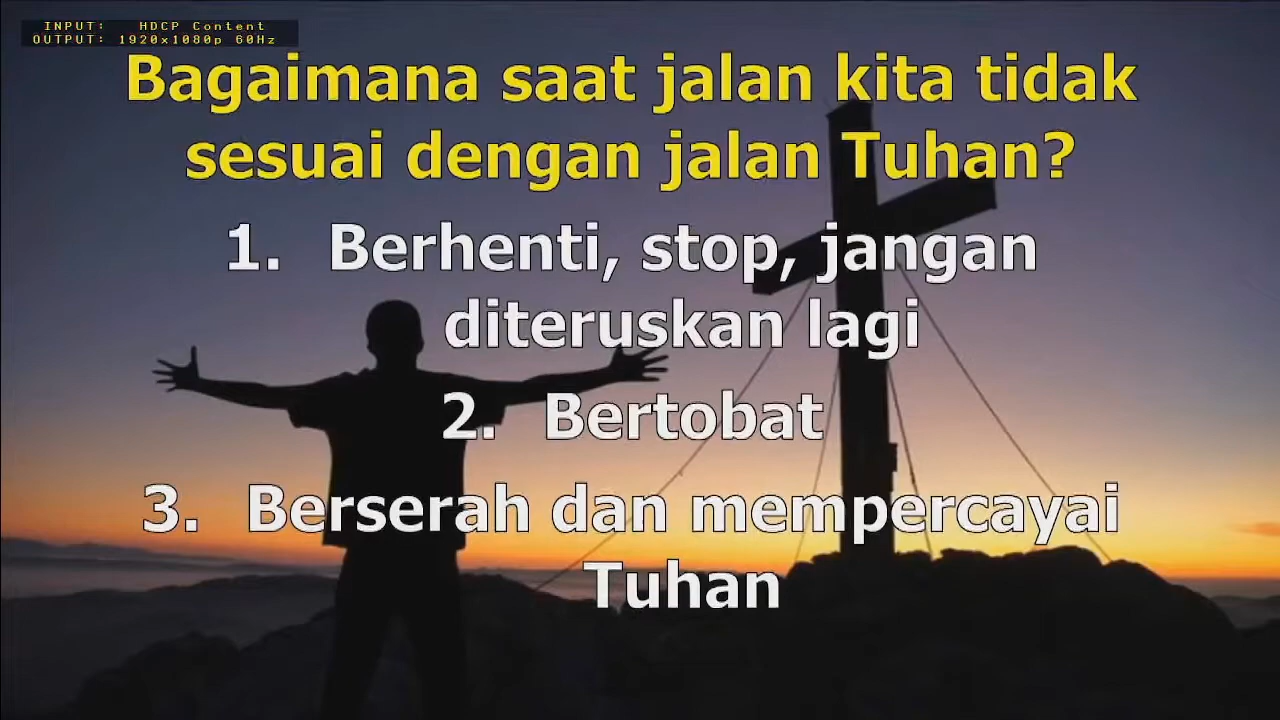 INPUT: HDCP Content
OUTPUT: 1920x1080p 60Hz
Bagaimana saat jalan kita tidak
sesuai dengan jalan Tuhan?
1. Berhenti, stop, jangan
diteruskan lagi
2. Bertobat
3. Berserah dan mempercayai
Tuhan